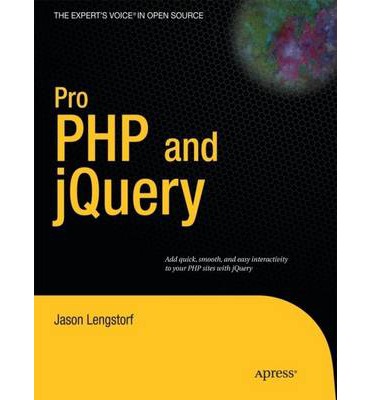 THE EXPERT'S VOICE® IN OPEN SOURCE
Pro
PHP and
jQuery
Add quick, smooth, and easy interactivity
to your PHP sites with jQuery
Jason Lengstorf
Apress®